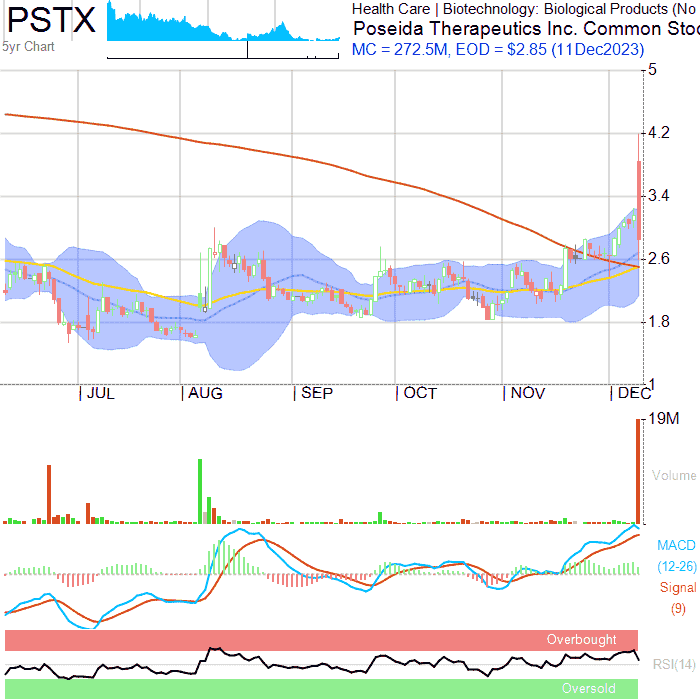 PSTX
5yr Chart
Health Care | Biotechnology: Biological Products (No
Poseida Therapeutics Inc. Common Stoc
MC = 272.5M, EOD = $2.85 (11Dec2023)
5
4.2
3.4
2.6
1.8
1
JUL AUG SEP OCT NOV DEC
19M
Volume
MACD
(12-26)
Signal
(9)
Overbought
RSI(14)
Oversold